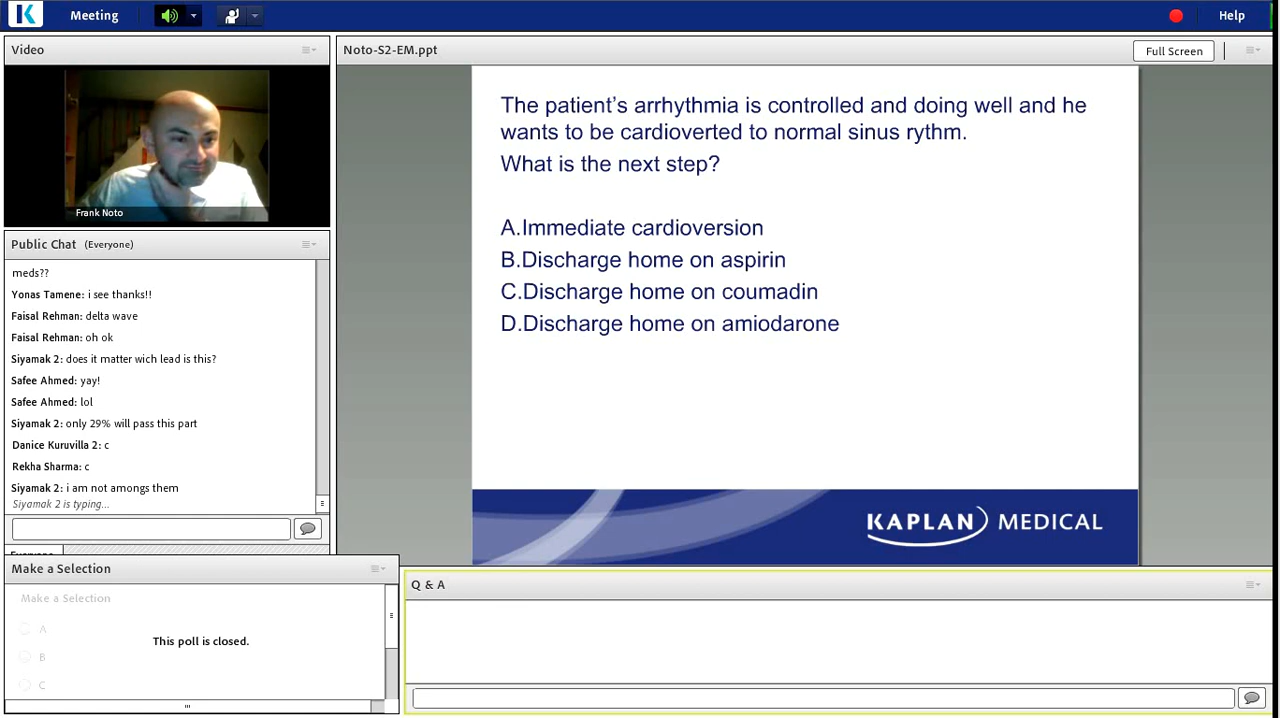 Meeting
Help
Video
Frank Noto
Public Chat (Everyone)
meds??
Yonas Tamene: i see thanks!!
Faisal Rehman: delta wave
Faisal Rehman: oh ok
Siyamak 2: does it matter wich lead is this?
Safee Ahmed: yay!
Safee Ahmed: lol
Siyamak 2: only 29% will pass this part
Danice Kuruvilla 2: c
Rekha Sharma: c
Siyamak 2: i am not amongs them
Siyamak 2 is typing...
Everyone
Make a Selection
Make a Selection
A
This poll is closed.
B
C
Noto-S2-EM.ppt
Full Screen
The patient's arrhythmia is controlled and doing well and he
wants to be cardioverted to normal sinus rythm.
What is the next step?
A.Immediate cardioversion
B.Discharge home on aspirin
C.Discharge home on coumadin
D.Discharge home on amiodarone
KAPLAN MEDICAL
Q & A